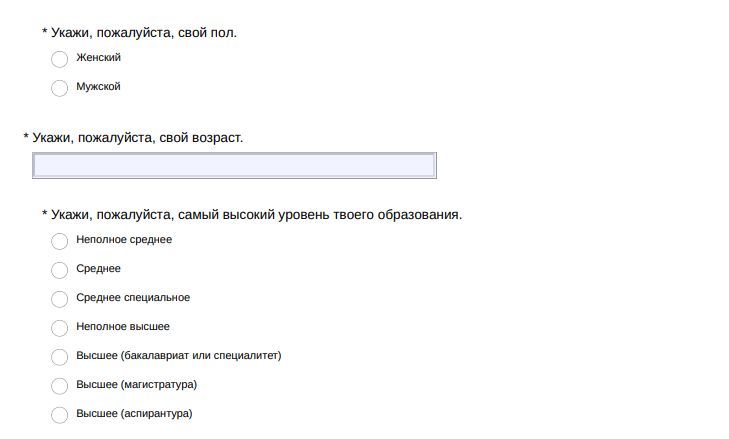 * Укажи, пожалуйста, свой пол.
Женский
Мужской
* Укажи, пожалуйста, свой возраст.
* Укажи, пожалуйста, самый высокий уровень твоего образования.
Неполное среднее
Среднее
Среднее специальное
Неполное высшее
Высшее (бакалавриат или специалитет)
Высшее (магистратура)
Высшее (аспирантура)